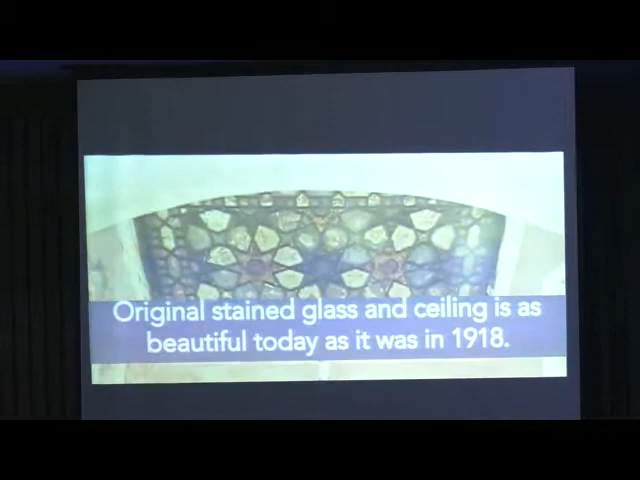 Original stained glass and ceiling is as
beautiful today as it was in 1918.